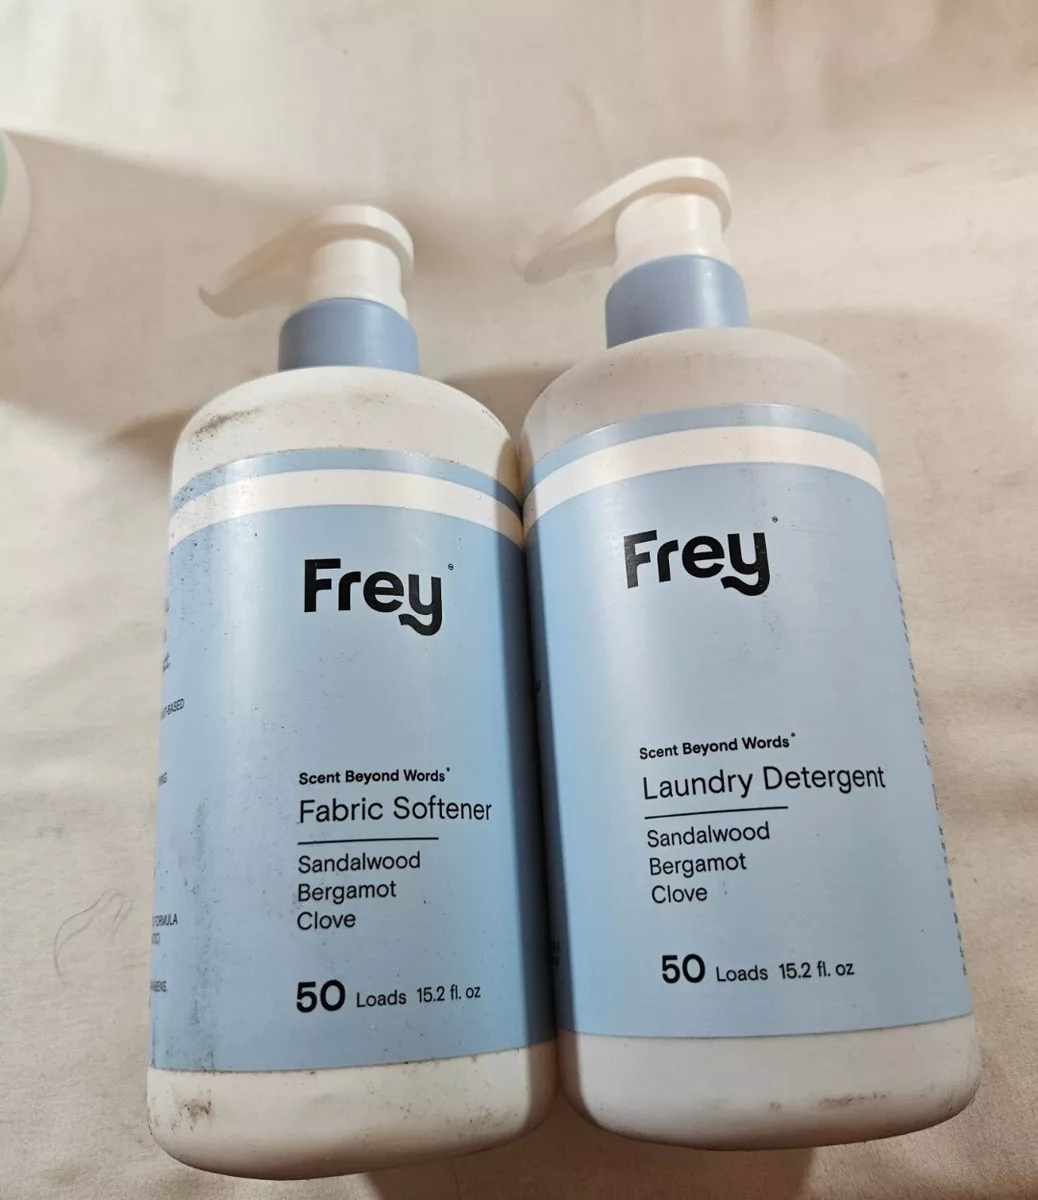 Frey
Scent Beyond Words
Fabric Softener
Sandalwood
Bergamot
Clove
50 Loads 15.2 fl. oz
FORMULA
Frey
Scent Beyond Words
Laundry Detergent
Sandalwood
Bergamot
Clove
50 Loads 15.2 fl. oz